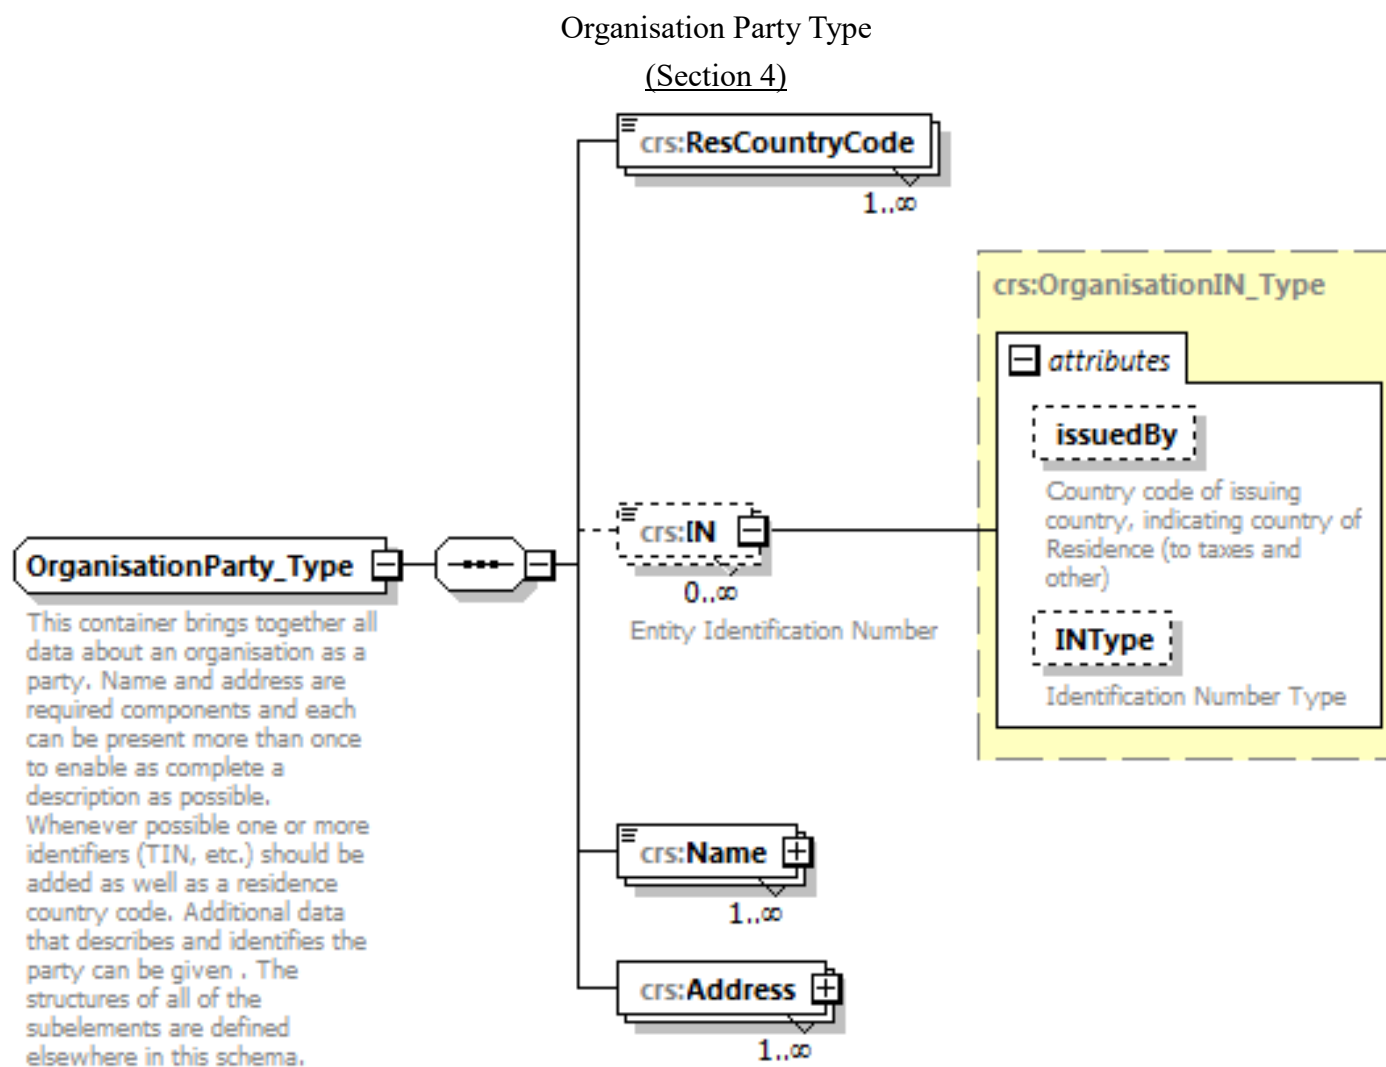 Organisation Party Type
(Section 4)
crs:ResCountryCode
1..∞
crs:OrganisationIN_Type
attributes
issuedBy
Country code of issuing
country, indicating country of
Residence (to taxes and
other)
INType
Identification Number Type
crs:IN
0..∞
Entity Identification Number
OrganisationParty_Type
This container brings together all
data about an organisation as a
party. Name and address are
required components and each
can be present more than once
to enable as complete a
description as possible.
Whenever possible one or more
identifiers (TIN, etc.) should be
added as well as a residence
country code. Additional data
that describes and identifies the
party can be given . The
structures of all of the
subelements are defined
elsewhere in this schema.
crs:Name
1..∞
crs:Address
1..∞